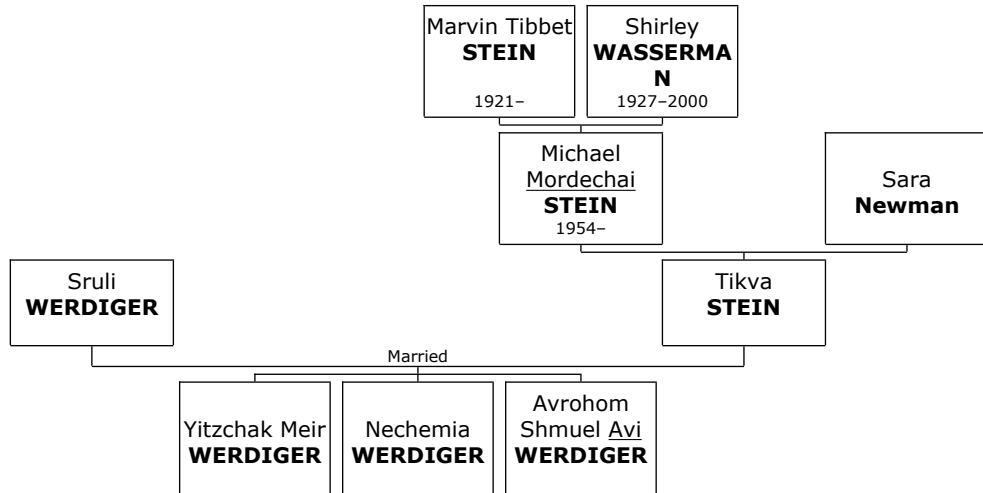 Marvin Tibbet
STEIN
1921–
Shirley
WASSERMA
N
1927–2000
Michael
Mordechai
STEIN
1954–
Sara
Newman
Sruli
WERDIGER
Tikva
STEIN
Married
Yitzchak Meir
WERDIGER
Nechemia
WERDIGER
Avrohom
Shmuel Avi
WERDIGER